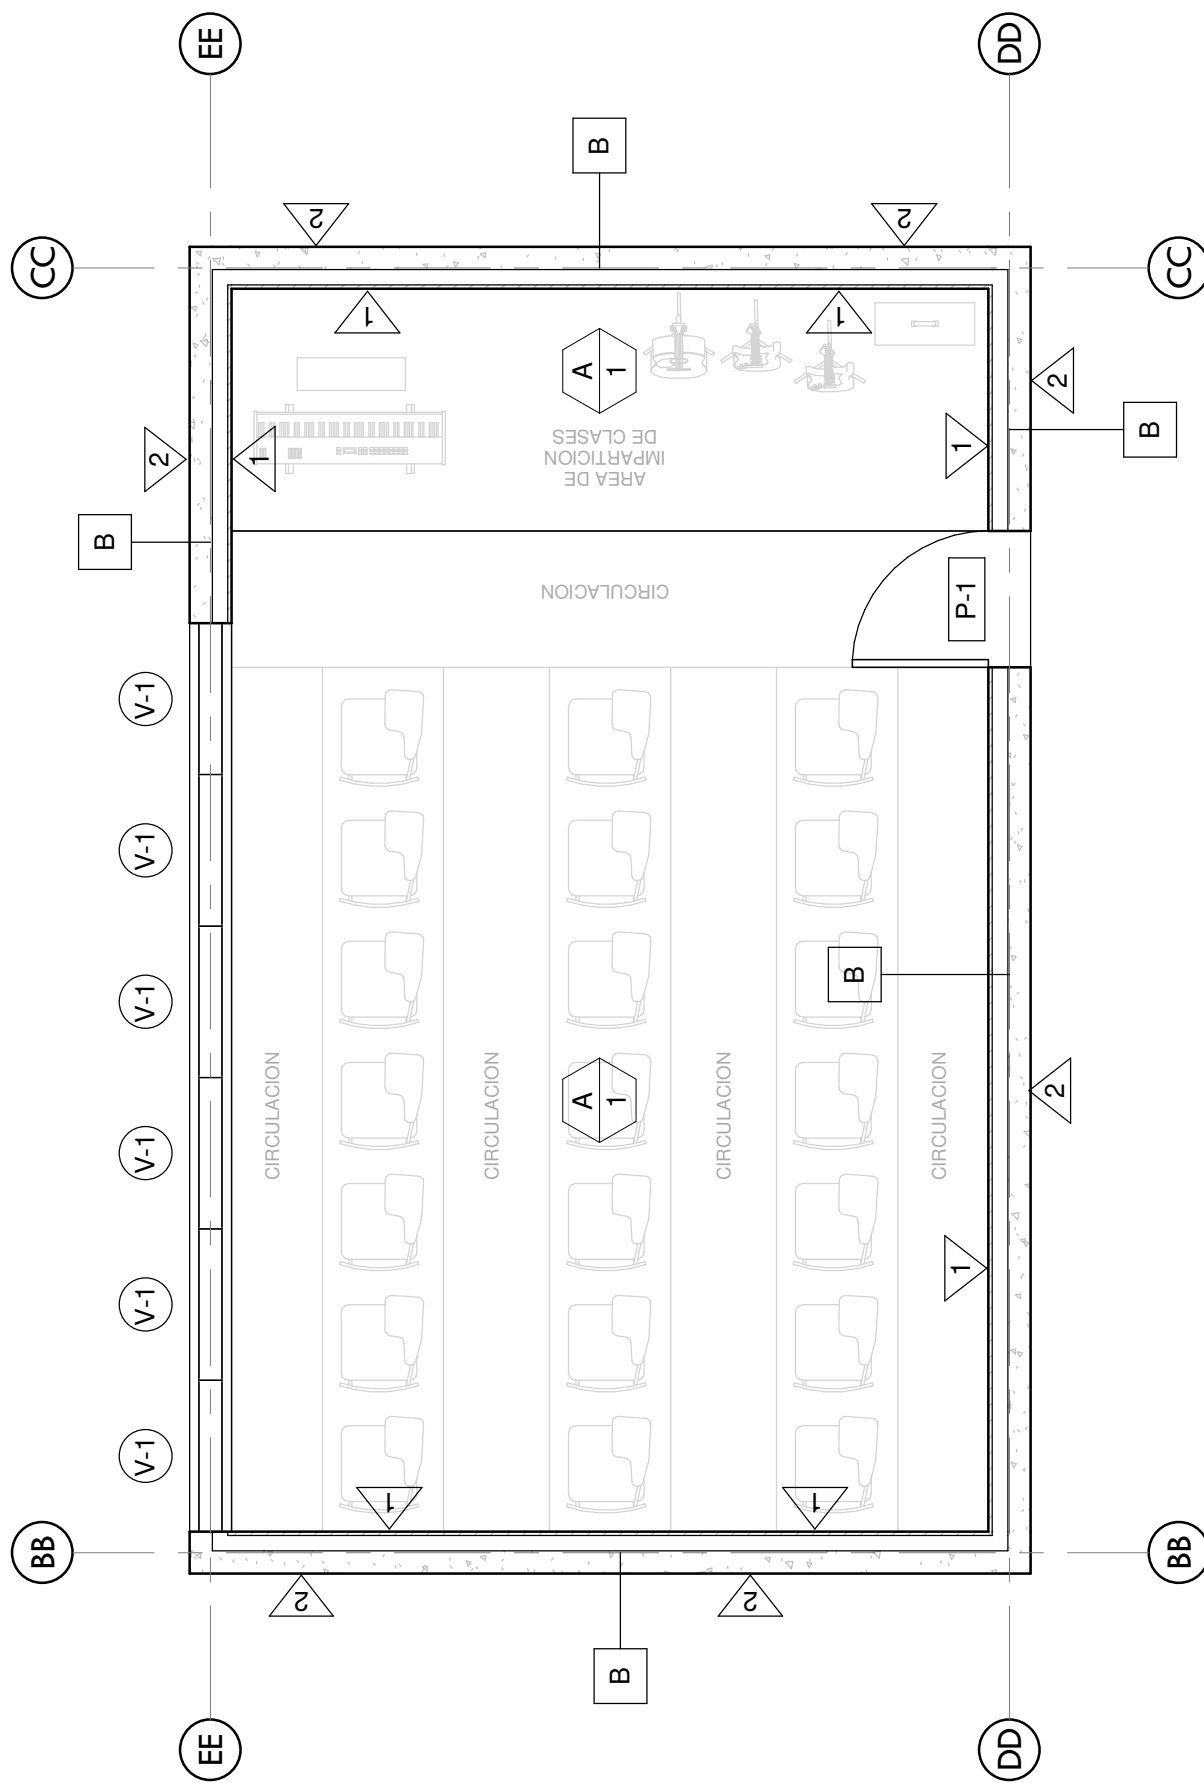 EE
DD
B
2
2
CC
CC
1
1
A
1
2
2
1
1
B
AREA DE
IMPARTICION
DE CLASES
B
CIRCULACION
P-1
V-1
V-1
V-1
B
V-1
CIRCULACION
CIRCULACION
CIRCULACION
CIRCULACION
A
1
2
V-1
1
V-1
1
1
BB
BB
2
2
B
EE
DD